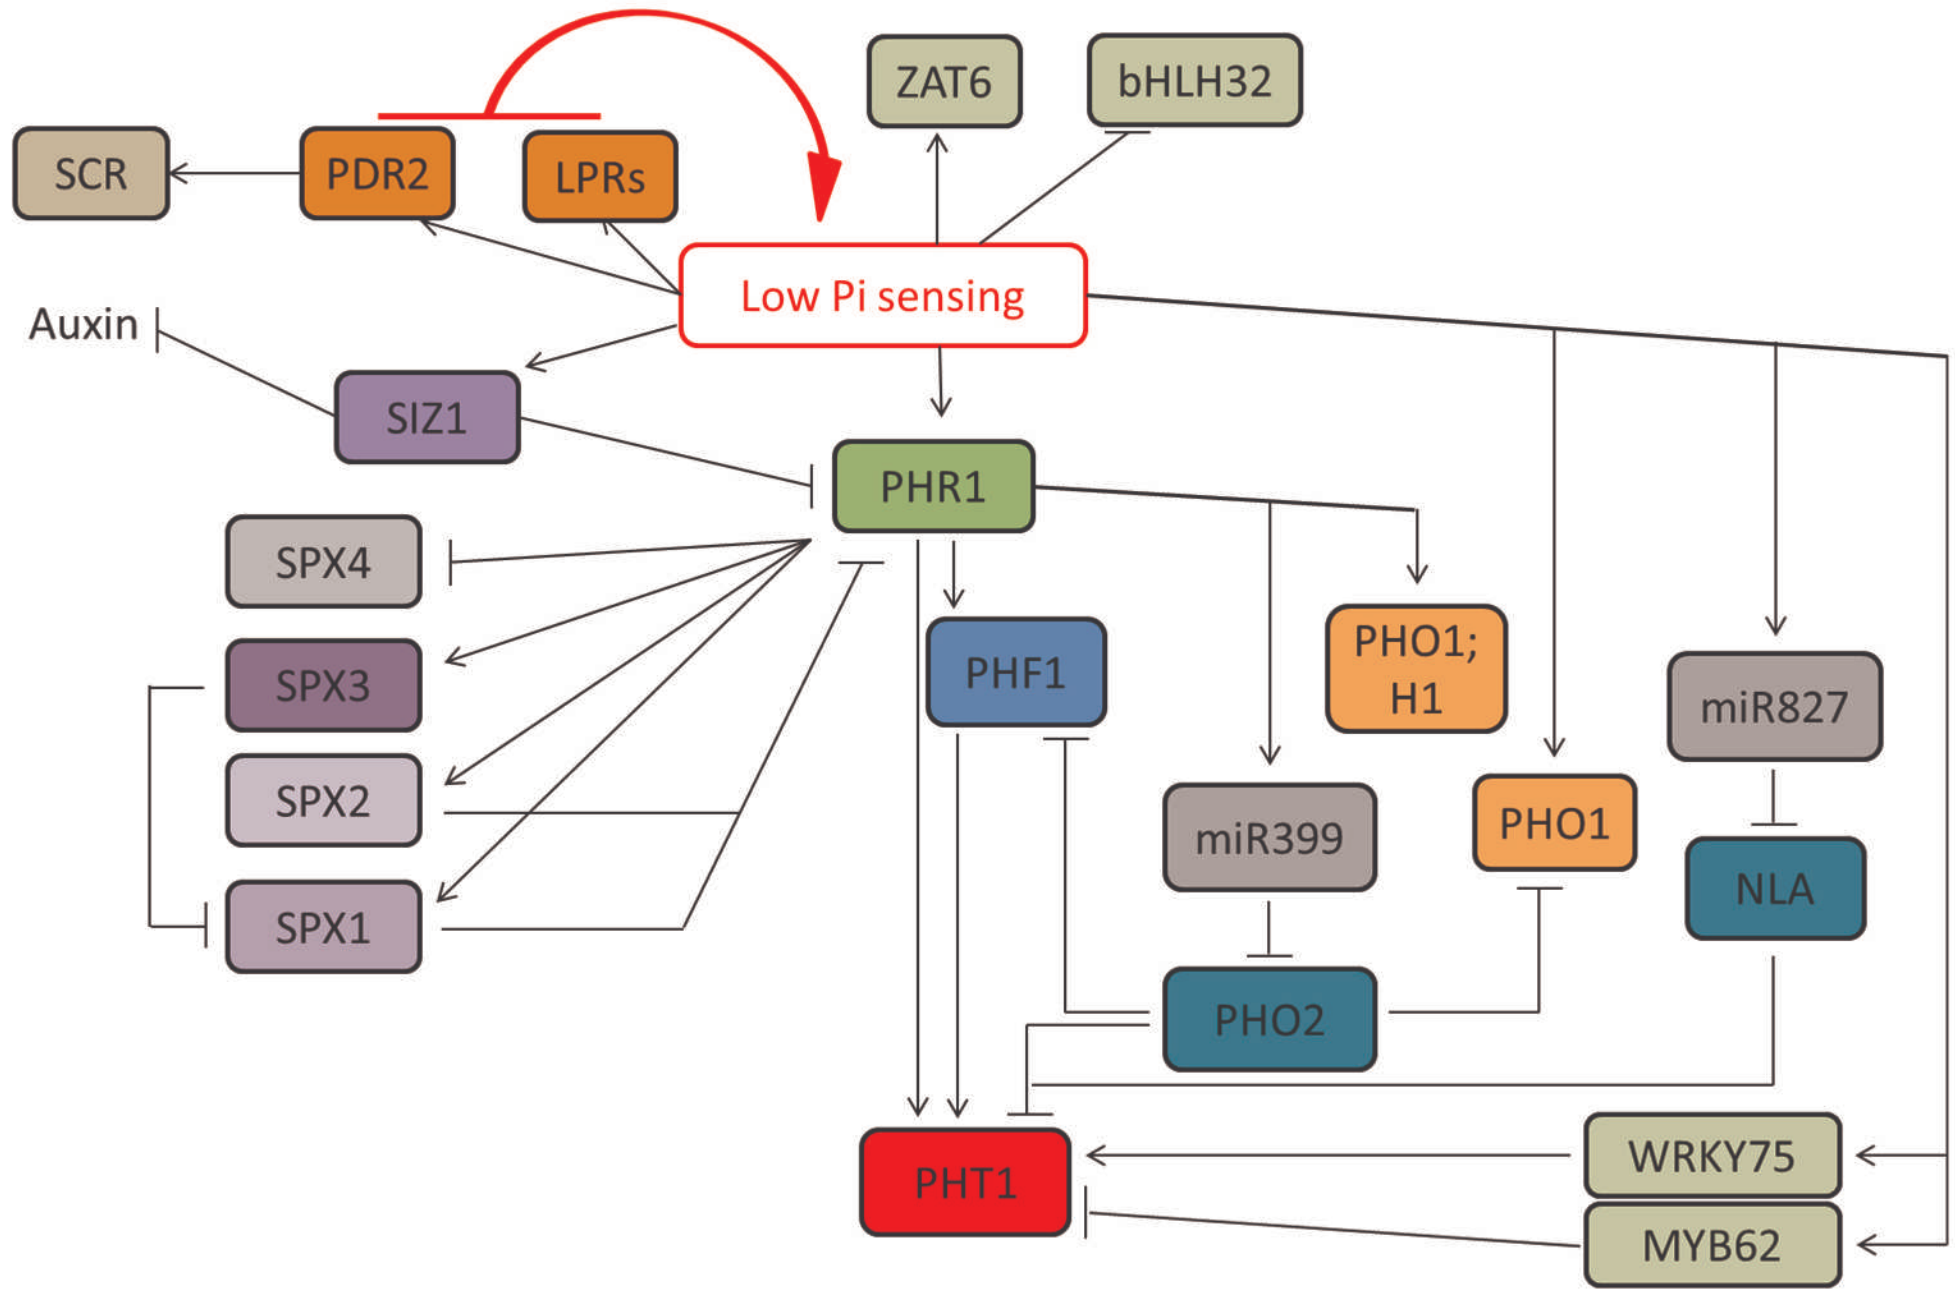 ZAT6
bHLH32
SCR
PDR2
LPRs
Low Pi sensing
Auxin
SIZ1
PHR1
SPX4
SPX3
SPX2
SPX1
PHF1
PHO1;
H1
miR827
miR399
PHO1
NLA
PHO2
PHT1
WRKY75
MYB62